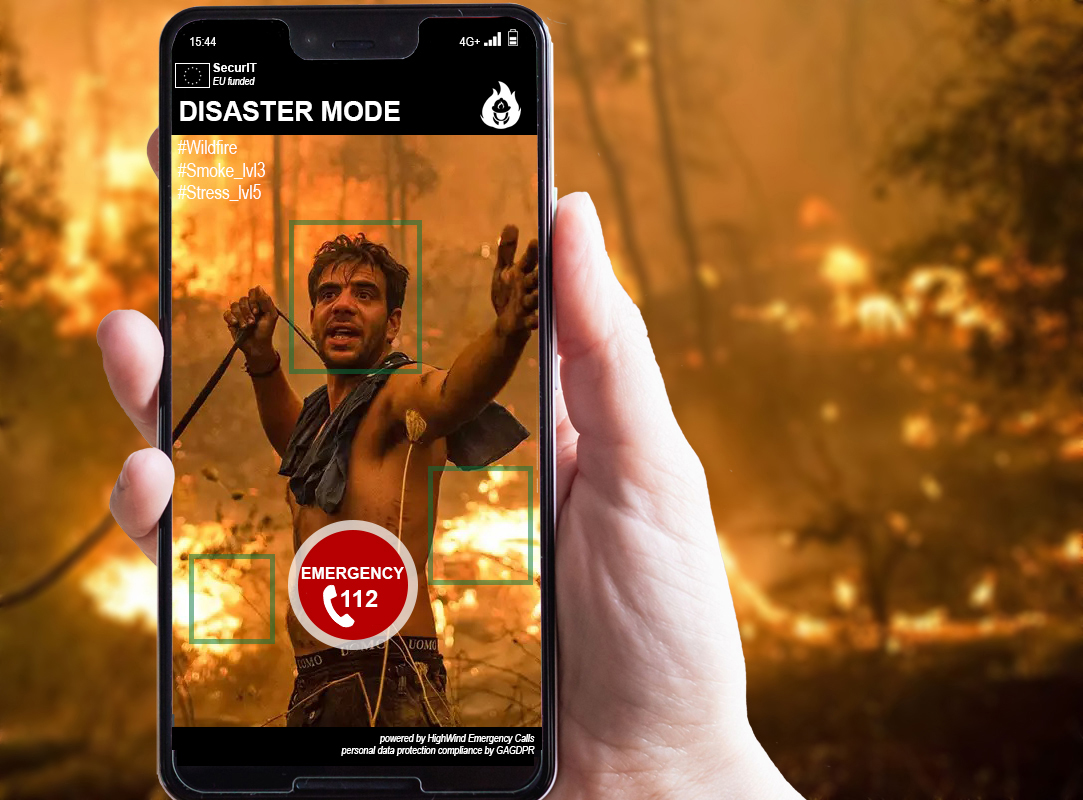 15:44
4G+
SecurIT
EU funded
DISASTER MODE
#Wildfire
#Smoke_lvl3
#Stress_lvl5
EMERGENCY
112
UOMO
powered by HighWind Emergency Calls
personal data protection compliance by GAGDPR